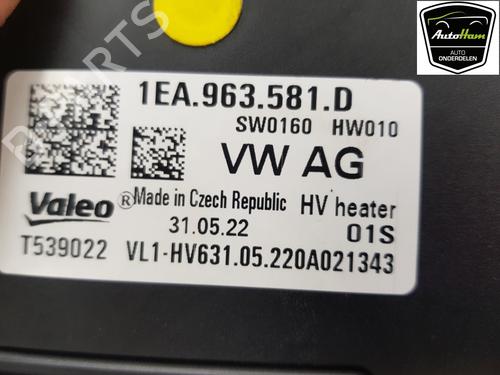 AutoHam
AUTO
ONDERDELEN
B-PARTS
1EA.963.581.D
SW0160 HW010
VW AG
Valeo® Made in Czech Republic HV heater
31.05.22 01S
T539022 VL1-HV631.05.220A021343